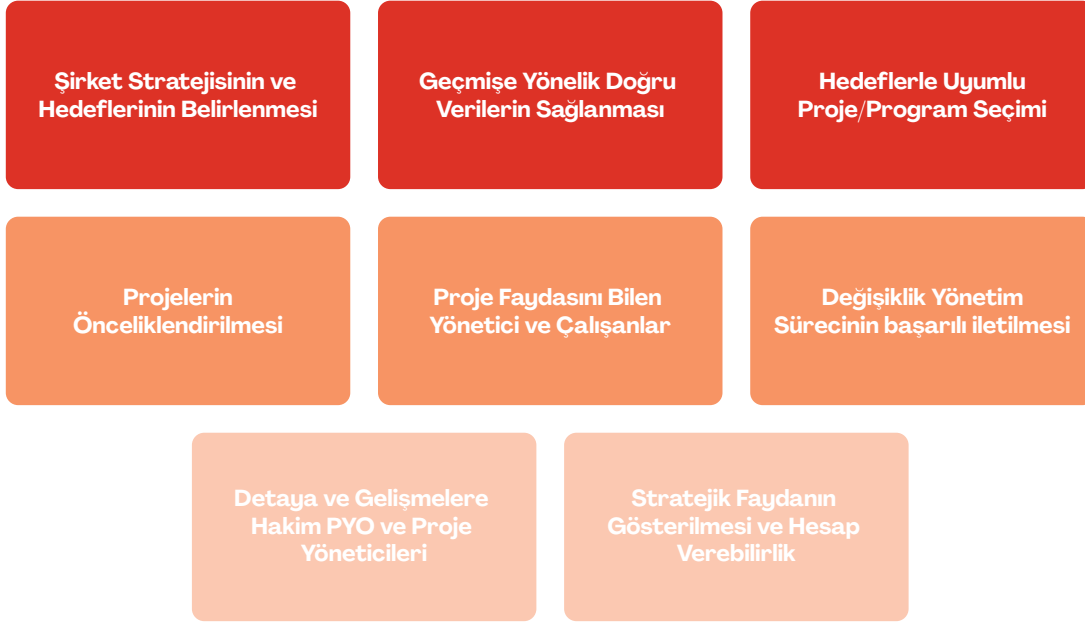 Şirket Stratejisinin ve
Hedeflerinin Belirlenmesi
Geçmişe Yönelik Doğru
Verilerin Sağlanması
Hedeflerle Uyumlu
Proje/Program Seçimi
Projelerin
Önceliklendirilmesi
Proje Faydasını Bilen
Yönetici ve Çalışanlar
Değişiklik Yönetim
Sürecinin başarılı iletilmesi
Detaya ve Gelişmelere
Hakim PYO ve Proje
Yöneticileri
Stratejik Faydanın
Gösterilmesi ve Hesap
Verebilirlik